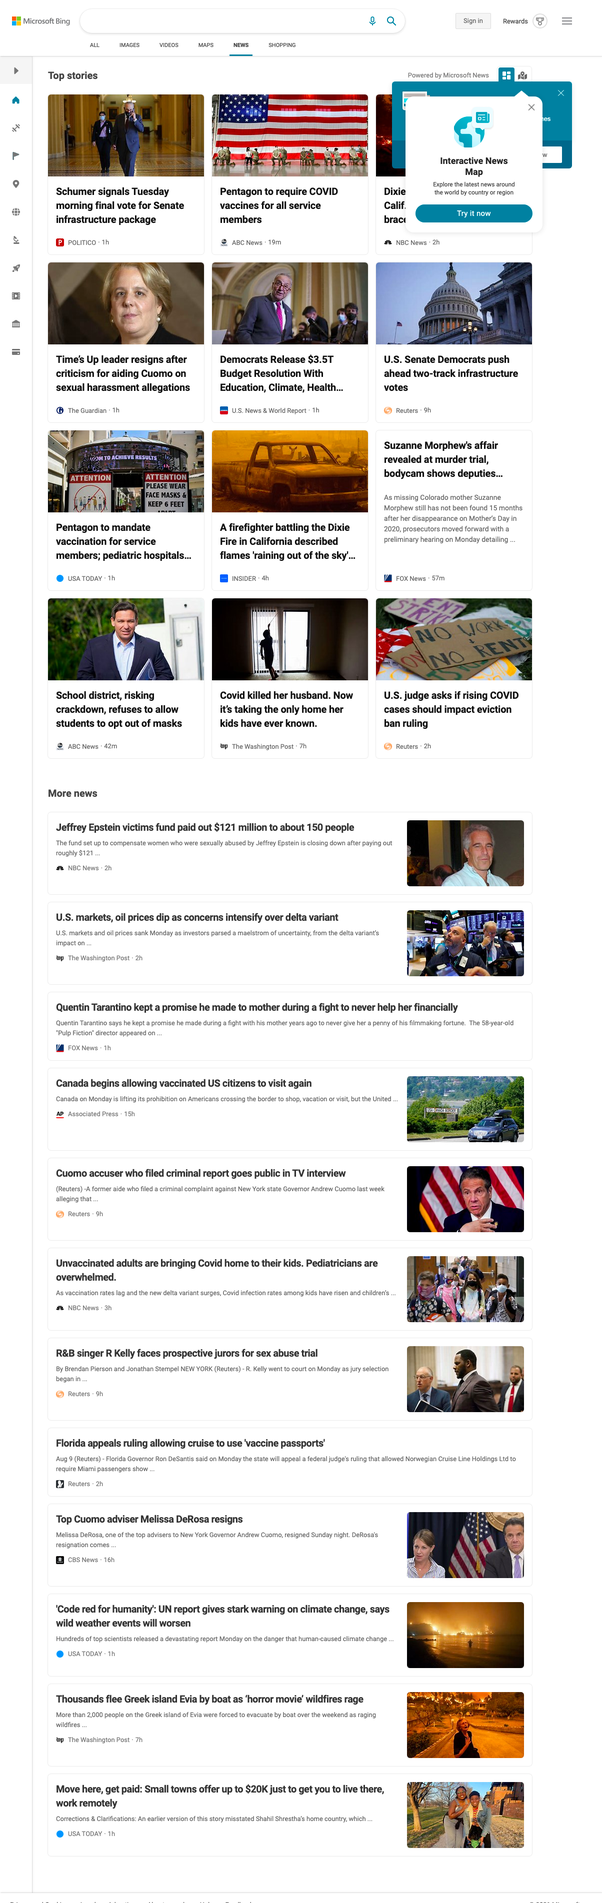 Microsoft Bing
Sign in
Rewards
ALL
IMAGES
VIDEOS
MAPS
NEWS
SHOPPING
Top stories
Powered by Microsoft News
Interactive News
Map
Explore the latest news around
the world by country or region
Try it now
Schumer signals Tuesday
morning final vote for Senate
infrastructure package
POLITICO · 1h
Pentagon to require COVID
vaccines for all service
members
ABC News · 19m
Dixie
Calif.
brace
NBC News · 2h
Time's Up leader resigns after
criticism for aiding Cuomo on
sexual harassment allegations
The Guardian · 1h
Democrats Release $3.5T
Budget Resolution With
Education, Climate, Health...
U.S. News & World Report · 1h
U.S. Senate Democrats push
ahead two-track infrastructure
votes
Reuters · 9h
ATTENTION
ATTENTION
PLEASE WEAR
FACE MASKS &
KEEP 6 FEET
Pentagon to mandate
vaccination for service
members; pediatric hospitals...
USA TODAY · 1h
A firefighter battling the Dixie
Fire in California described
flames 'raining out of the sky'...
INSIDER · 4h
Suzanne Morphew's affair
revealed at murder trial,
bodycam shows deputies...
As missing Colorado mother Suzanne
Morphew still has not been found 15 months
after her disappearance on Mother's Day in
2020, prosecutors moved forward with a
preliminary hearing on Monday detailing ...
FOX News · 57m
School district, risking
crackdown, refuses to allow
students to opt out of masks
ABC News · 42m
Covid killed her husband. Now
it's taking the only home her
kids have ever known.
The Washington Post · 7h
NO WORK
NO RENT
U.S. judge asks if rising COVID
cases should impact eviction
ban ruling
Reuters · 2h
More news
Jeffrey Epstein victims fund paid out $121 million to about 150 people
The fund set up to compensate women who were sexually abused by Jeffrey Epstein is closing down after paying out
roughly $121 ...
NBC News · 2h
U.S. markets, oil prices dip as concerns intensify over delta variant
U.S. markets and oil prices sank Monday as investors parsed a maelstrom of uncertainty, from the delta variant's
impact on ...
The Washington Post · 2h
Quentin Tarantino kept a promise he made to mother during a fight to never help her financially
Quentin Tarantino says he kept a promise he made during a fight with his mother years ago to never give her a penny of his filmmaking fortune. The 58-year-old
"Pulp Fiction" director appeared on ...
FOX News · 1h
Canada begins allowing vaccinated US citizens to visit again
Canada on Monday is lifting its prohibition on Americans crossing the border to shop, vacation or visit, but the United ...
AP Associated Press · 15h
Cuomo accuser who filed criminal report goes public in TV interview
(Reuters) -A former aide who filed a criminal complaint against New York state Governor Andrew Cuomo last week
alleging that ...
Reuters · 9h
Unvaccinated adults are bringing Covid home to their kids. Pediatricians are
overwhelmed.
As vaccination rates lag and the new delta variant surges, Covid infection rates among kids have risen and children's ...
NBC News · 3h
R&B singer R Kelly faces prospective jurors for sex abuse trial
By Brendan Pierson and Jonathan Stempel NEW YORK (Reuters) - R. Kelly went to court on Monday as jury selection
began in ...
Reuters · 9h
Florida appeals ruling allowing cruise to use 'vaccine passports'
Aug 9 (Reuters) - Florida Governor Ron DeSantis said on Monday the state will appeal a federal judge's ruling that allowed Norwegian Cruise Line Holdings Ltd to
require Miami passengers show ...
Reuters · 2h
Top Cuomo adviser Melissa DeRosa resigns
Melissa DeRosa, one of the top advisers to New York Governor Andrew Cuomo, resigned Sunday night. DeRosa's
resignation comes ...
CBS News · 16h
'Code red for humanity': UN report gives stark warning on climate change, says
wild weather events will worsen
Hundreds of top scientists released a devastating report Monday on the danger that human-caused climate change ...
USA TODAY · 1h
Thousands flee Greek island Evia by boat as 'horror movie' wildfires rage
More than 2,000 people on the Greek island of Evia were forced to evacuate by boat over the weekend as raging
wildfires ...
The Washington Post · 7h
Move here, get paid: Small towns offer up to $20K just to get you to live there,
work remotely
Corrections & Clarifications: An earlier version of this story misstated Shahil Shrestha's home country, which ...
USA TODAY · 1h